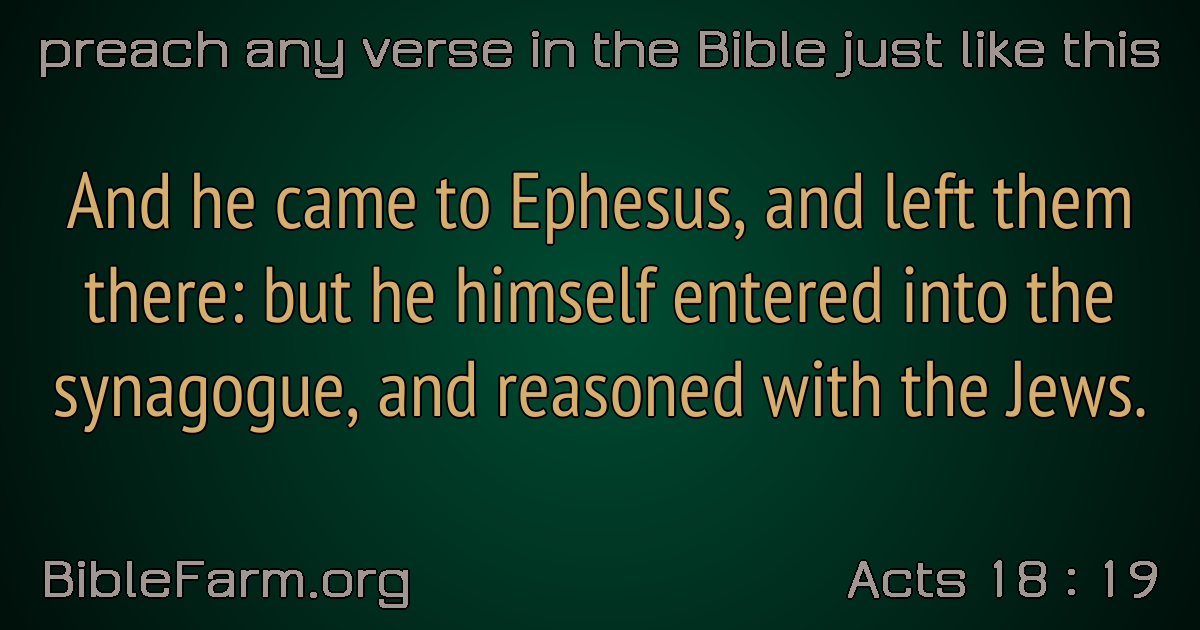 preach any verse in the Bible just like this
And he came to Ephesus, and left them
there: but he himself entered into the
synagogue, and reasoned with the Jews.
BibleFarm.org
Acts 18 : 19